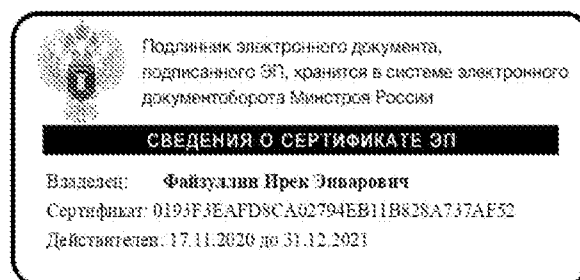 Подлинник электронного документа,
подписанного ЭП, хранится в системе электронного
документооборота Минстроя России
СВЕДЕНИЯ О СЕРТИФИКАТЕ ЭП
Владелец: Файзуллин Ирек Энварович
Сертификат: 0193F3EAFD8CA02794EB11B828A737AF52
Действителен: 17.11.2020 до 31.12.2021